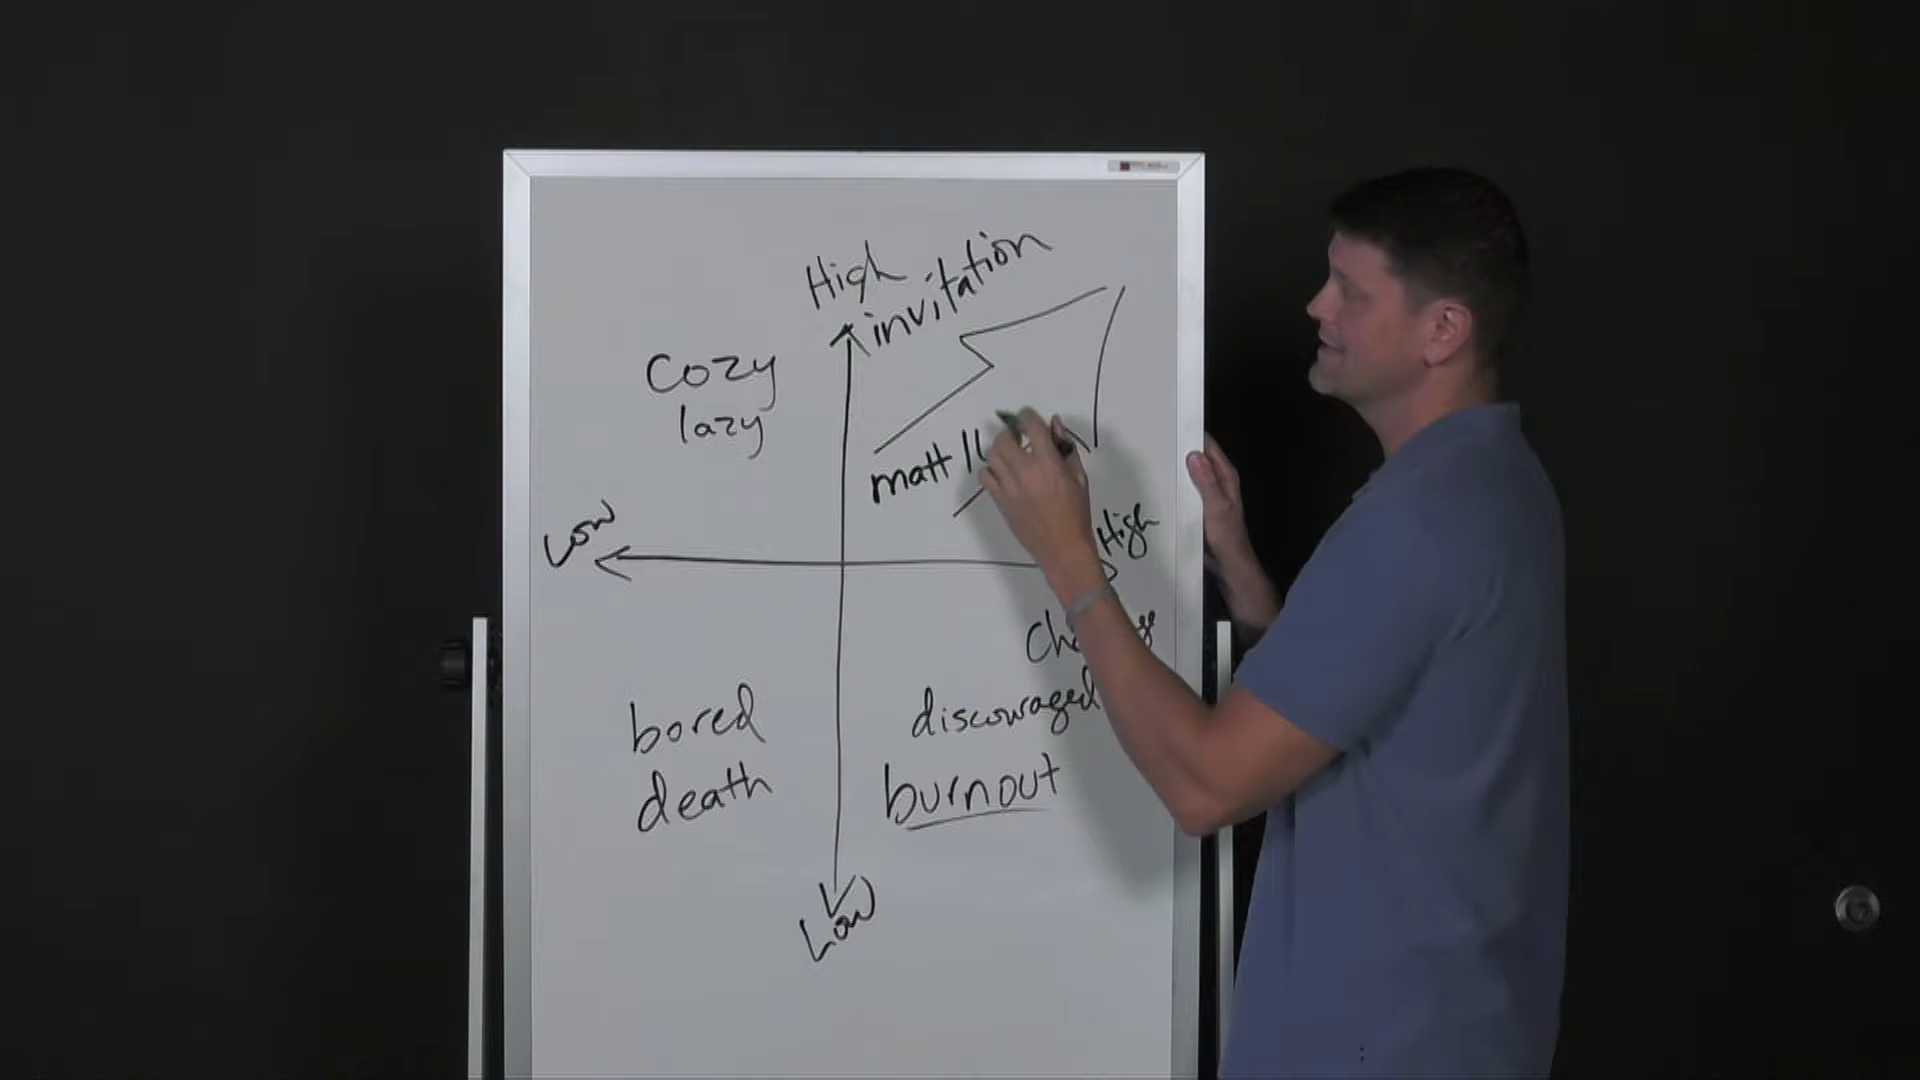 High
invitation
Cozy
lazy
matt
Low
High
bored
death
discouraged
burnout
Low